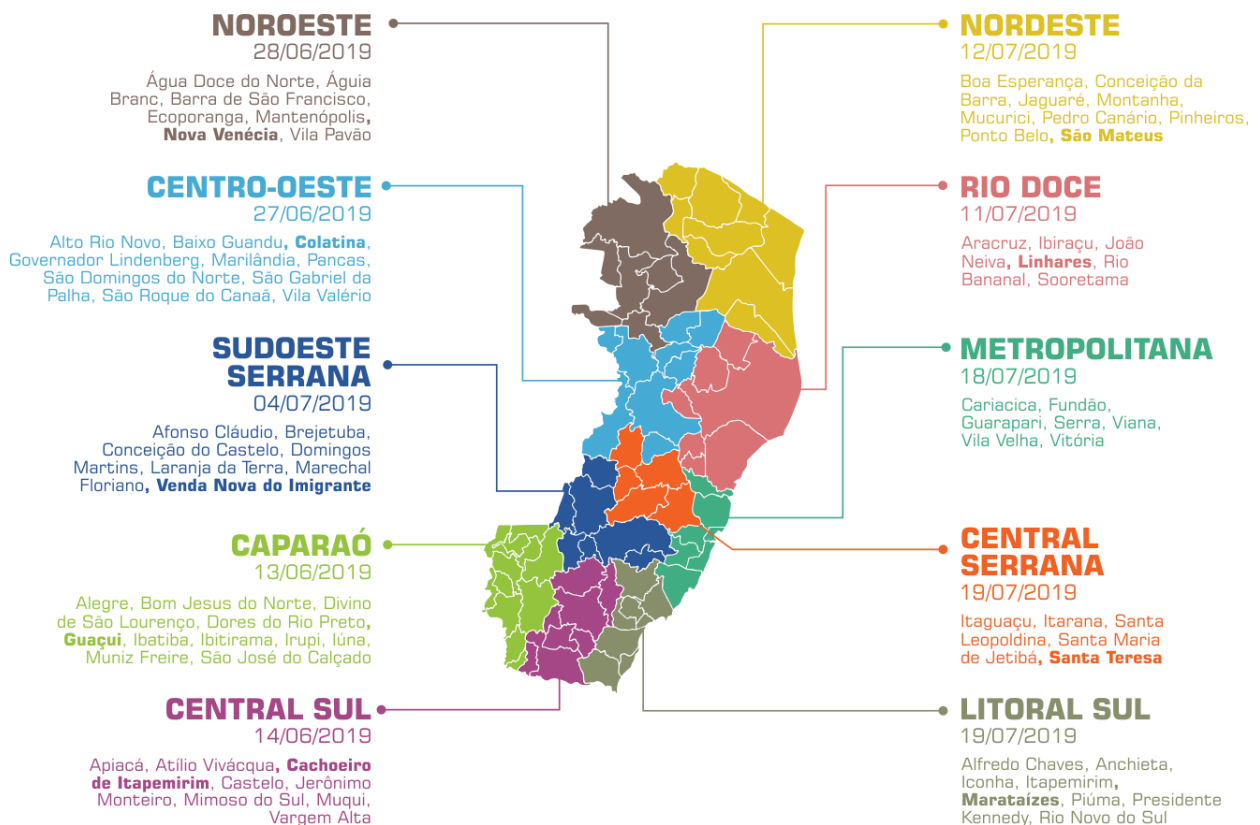 NOROESTE
28/06/2019
Água Doce do Norte, Águia
Branc, Barra de São Francisco,
Ecoporanga, Mantenópolis,
Nova Venécia, Vila Pavão
CENTRO-OESTE
27/06/2019
Alto Rio Novo, Baixo Guandu, Colatina,
Governador Lindenberg, Marilândia, Pancas,
São Domingos do Norte, São Gabriel da
Palha, São Roque do Canaã, Vila Valério
SUDOESTE
SERRANA
04/07/2019
Afonso Cláudio, Brejetuba,
Conceição do Castelo, Domingos
Martins, Laranja da Terra, Marechal
Floriano, Venda Nova do Imigrante
CAPARAÓ
13/06/2019
Alegre, Bom Jesus do Norte, Divino
de São Lourenço, Dores do Rio Preto,
Guaçui, Ibatiba, Ibitirama, Irupi, Iúna,
Muniz Freire, São José do Calçado
CENTRAL SUL
14/06/2019
Apiacá, Atílio Vivácqua, Cachoeiro
de Itapemirim, Castelo, Jerônimo
Monteiro, Mimoso do Sul, Muqui,
Vargem Alta
NORDESTE
12/07/2019
Boa Esperança, Conceição da
Barra, Jaguaré, Montanha,
Mucurici, Pedro Canário, Pinheiros,
Ponto Belo, São Mateus
RIO DOCE
11/07/2019
Aracruz, Ibiraçu, João
Neiva, Linhares, Rio
Bananal, Sooretama
METROPOLITANA
18/07/2019
Cariacica, Fundão,
Guarapari, Serra, Viana,
Vila Velha, Vitória
CENTRAL
SERRANA
19/07/2019
Itaguaçu, Itarana, Santa
Leopoldina, Santa Maria
de Jetibá, Santa Teresa
LITORAL SUL
19/07/2019
Alfredo Chaves, Anchieta,
Iconha, Itapemirim,
Marataízes, Piúma, Presidente
Kennedy, Rio Novo do Sul